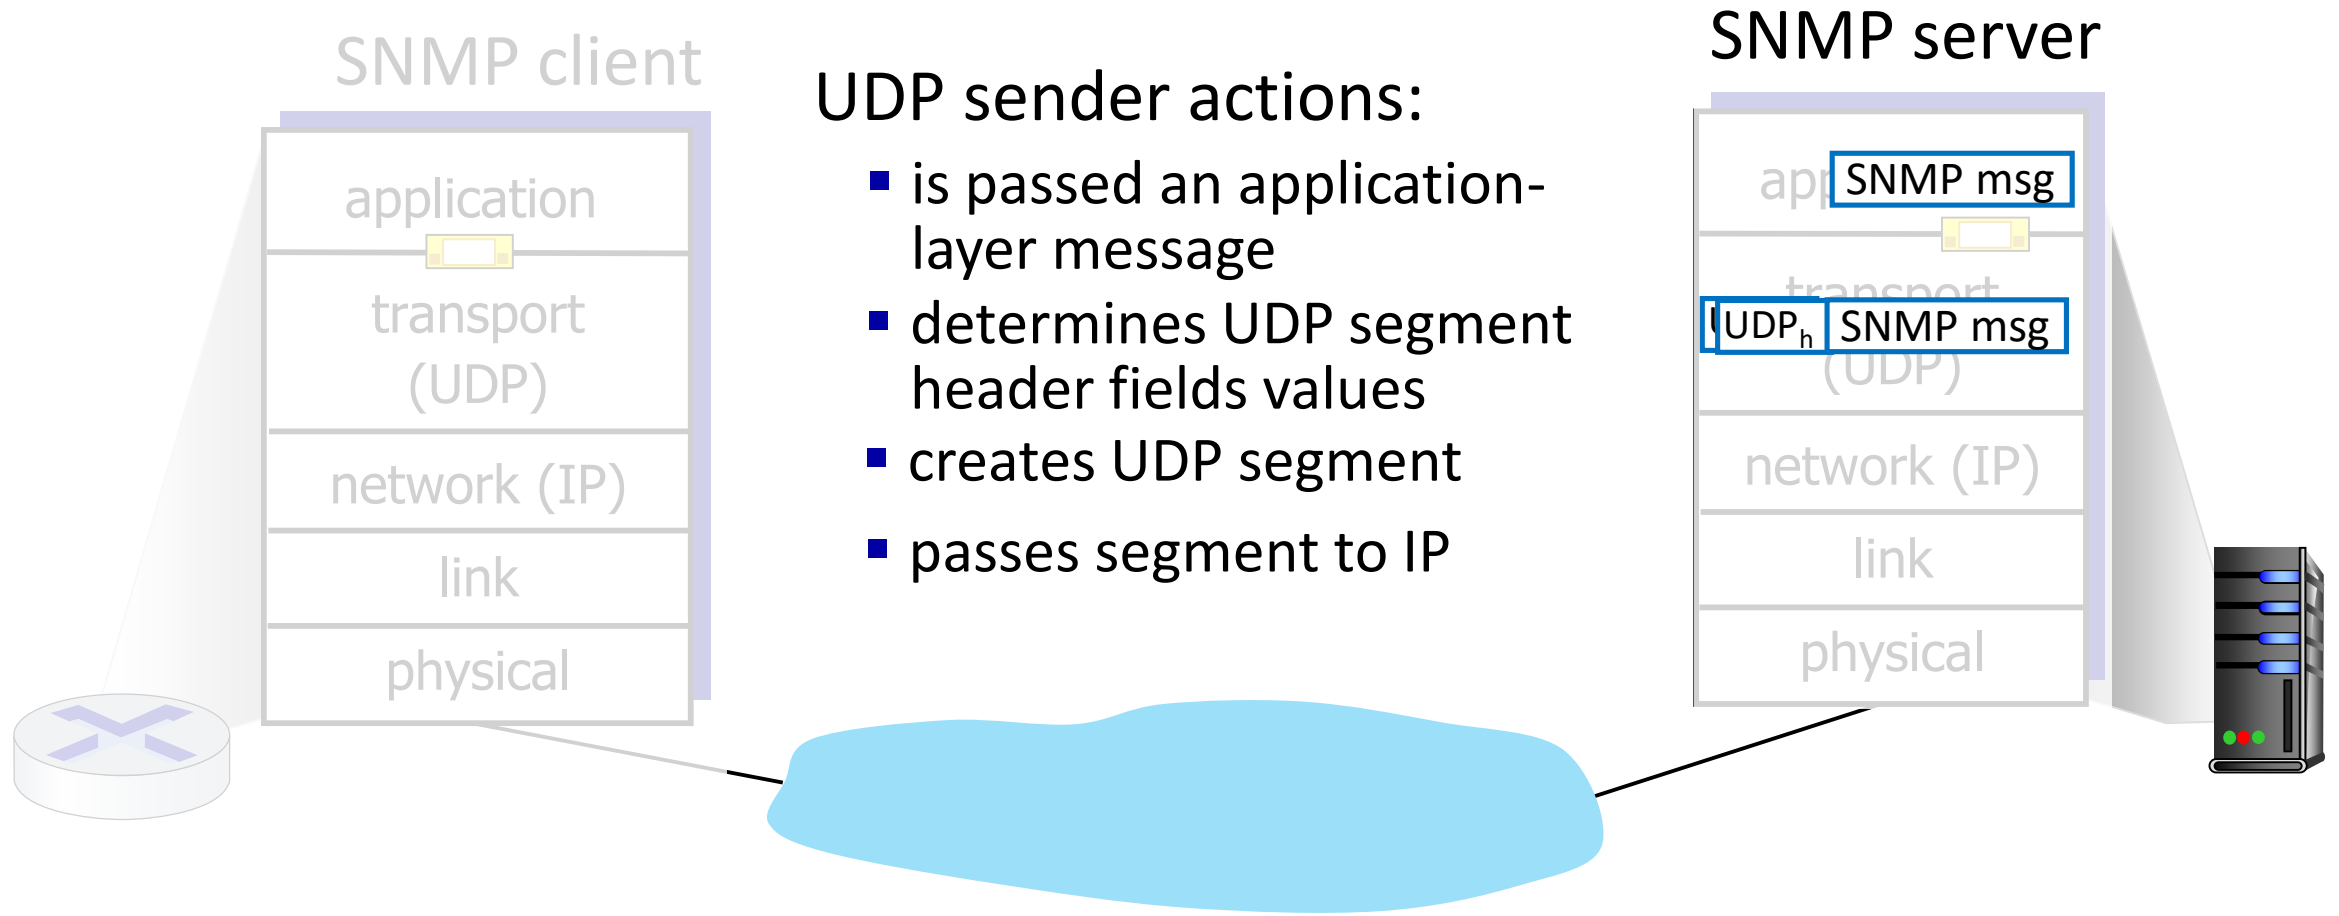 SNMP client
application
transport
(UDP)
network (IP)
link
physical
UDP sender actions:
▪ is passed an application-
layer message
▪ determines UDP segment
header fields values
▪ creates UDP segment
▪ passes segment to IP
SNMP server
SNMP msg
transport
UDPh SNMP msg
(UDP)
network (IP)
link
physical